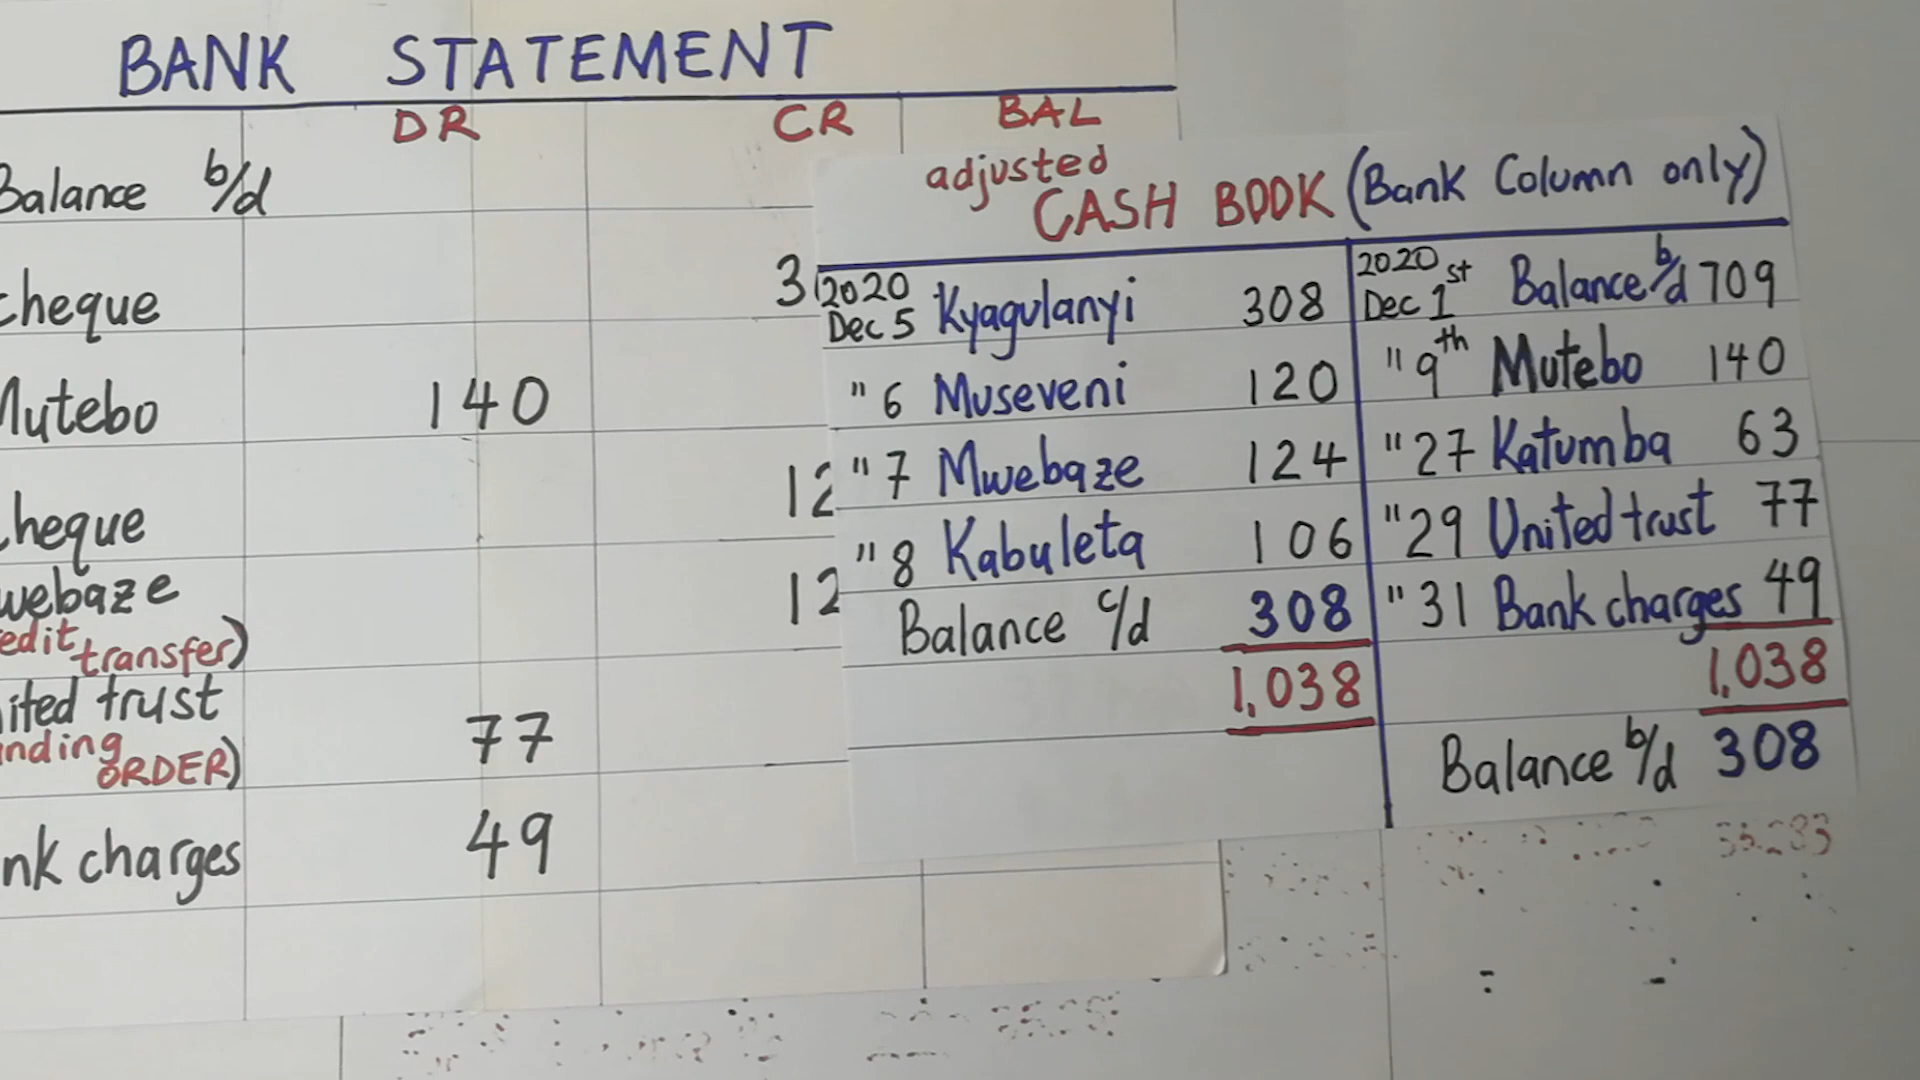 BANK STATEMENT
DR CR BAL
Balance b/d
cheque 3
Mutebo 140
cheque 12
webaze 12
edit transfer)
ited trust 77
nding ORDER)
nk charges 49
adjusted
CASH BOOK (Bank Column only)
2020 Dec 5 Kyagulanyi 308 2020 Dec 1st Balance b/d 709
" 6 Museveni 120 " 9th Mutebo 140
" 7 Mwebaze 124 " 27 Katumba 63
" 8 Kabuleta 106 " 29 United trust 77
Balance c/d 308 " 31 Bank charges 49
1,038 1,038
Balance b/d 308